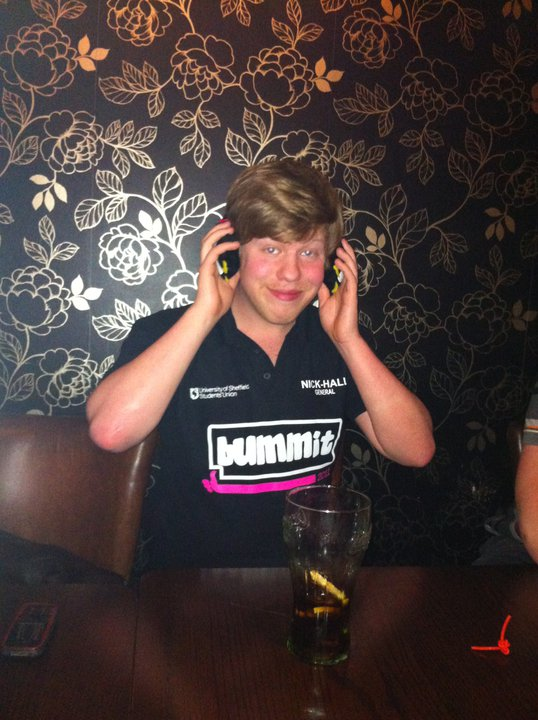 University of Sheffield
Students' Union
NICK-HALL
GENERAL
bummit